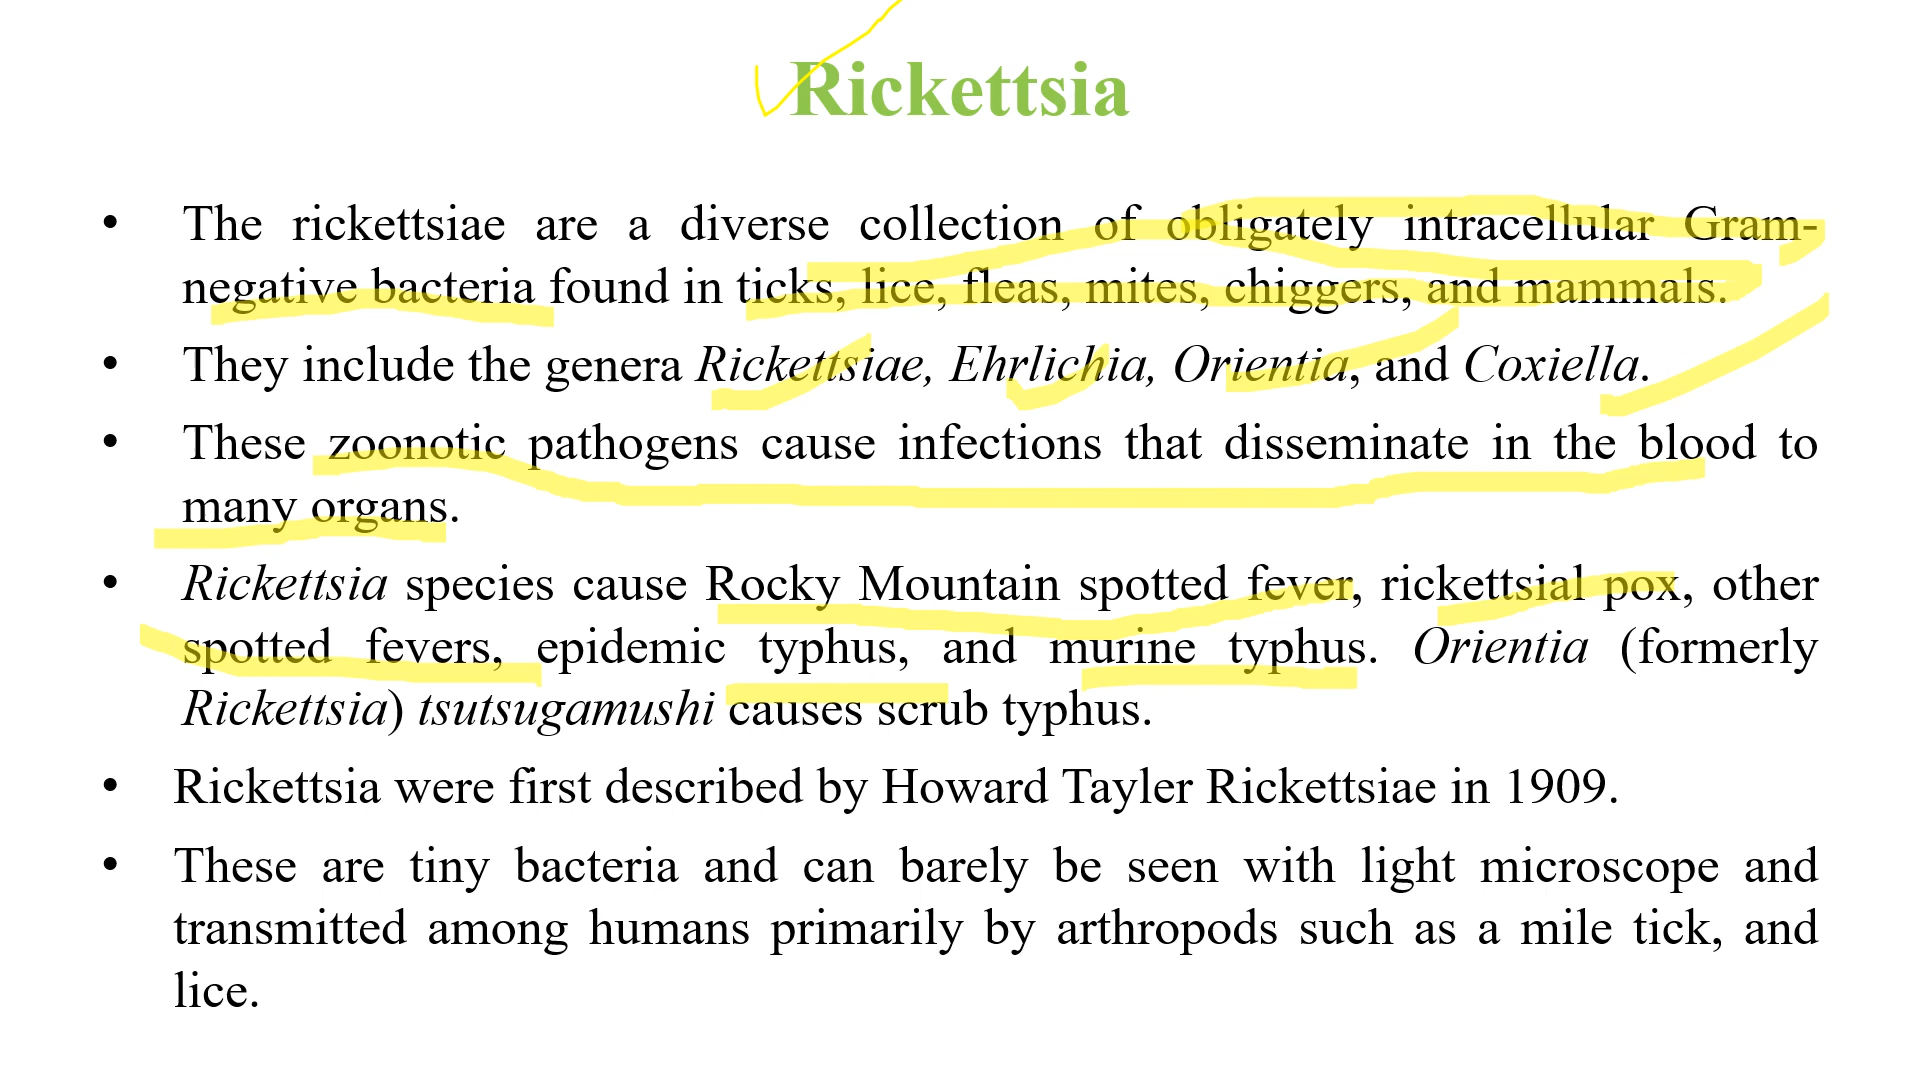 Rickettsia
• The rickettsiae are a diverse collection of obligately intracellular Gram-
negative bacteria found in ticks, lice, fleas, mites, chiggers, and mammals.
• They include the genera Rickettsiae, Ehrlichia, Orientia, and Coxiella.
• These zoonotic pathogens cause infections that disseminate in the blood to
many organs.
• Rickettsia species cause Rocky Mountain spotted fever, rickettsial pox, other
spotted fevers, epidemic typhus, and murine typhus. Orientia (formerly
Rickettsia) tsutsugamushi causes scrub typhus.
• Rickettsia were first described by Howard Tayler Rickettsiae in 1909.
• These are tiny bacteria and can barely be seen with light microscope and
transmitted among humans primarily by arthropods such as a mile tick, and
lice.